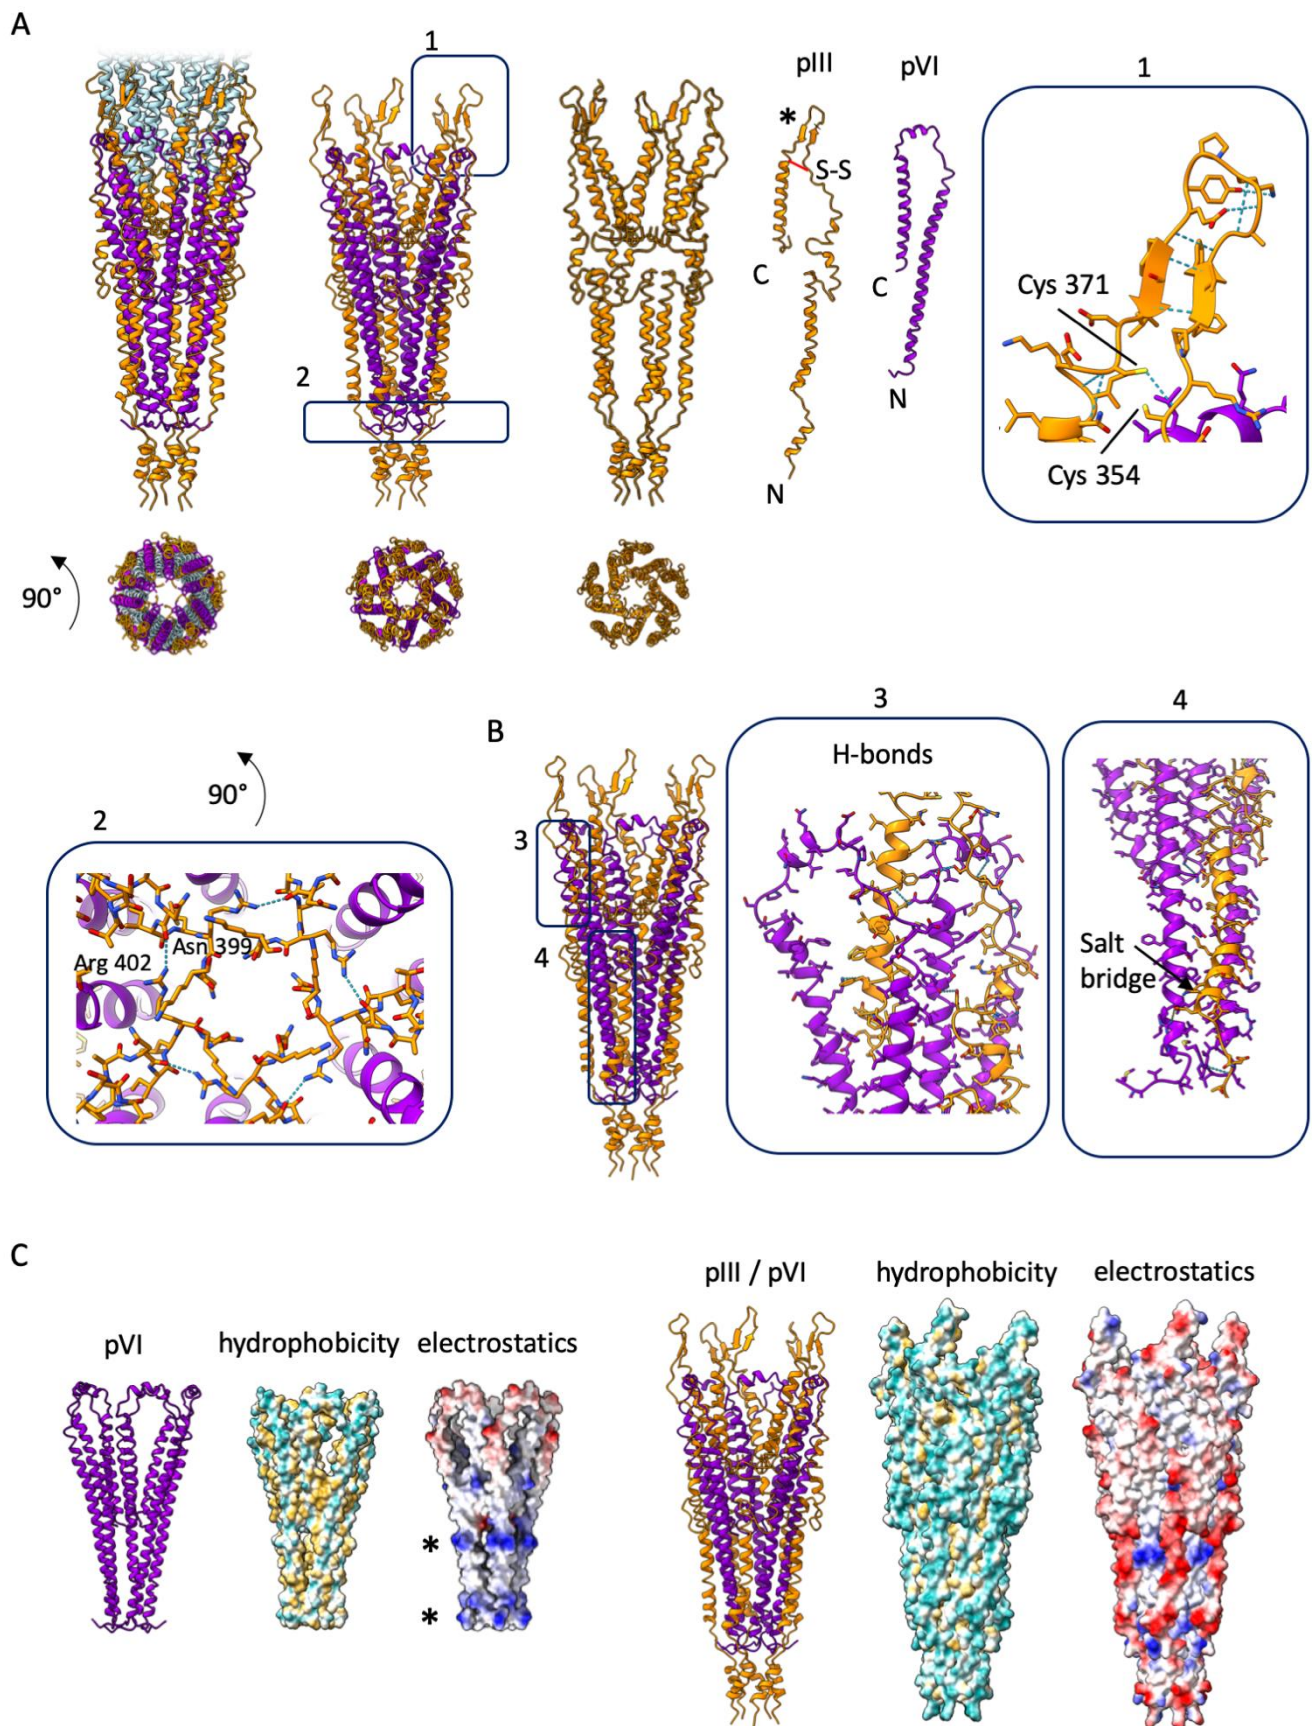 A
1
pIII
pVI
1
*
S-S
C
C
N
N
2
Cys 371
Cys 354
90°
90°
2
Asn 399
Arg 402
B
3
4
3
H-bonds
4
Salt
bridge
C
pVI
hydrophobicity
electrostatics
*
*
pIII / pVI
hydrophobicity
electrostatics